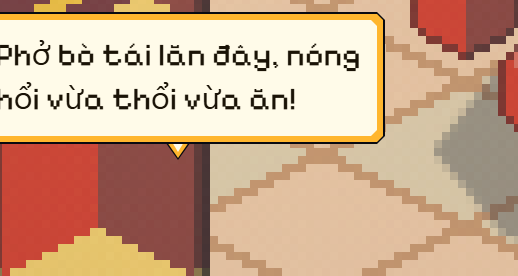 Phở bò tái lăn đây, nóng
hổi vừa thổi vừa ăn!